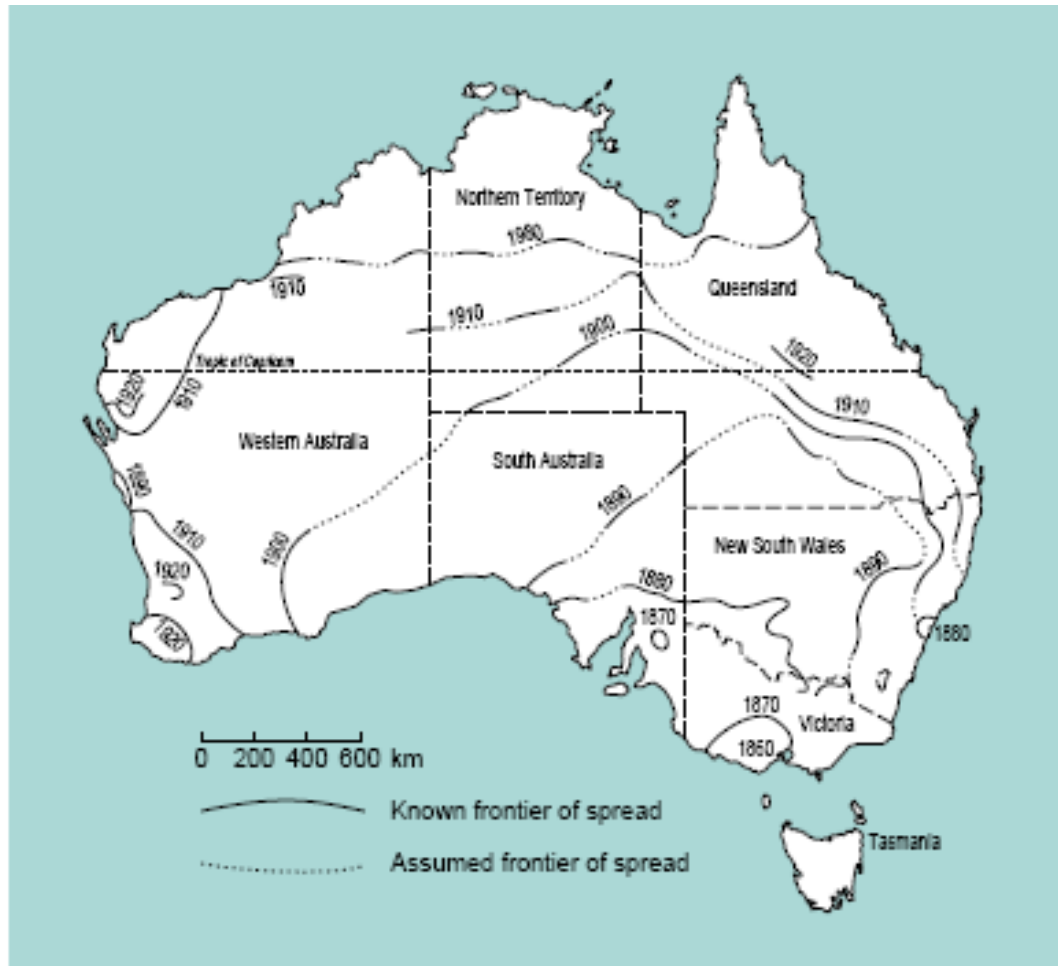 Northern Territory
1980
1910
1910
Queensland
1900
1920
Tropic of Capricorn
1920
1910
1910
Western Australia
South Australia
1890
1890
1910
New South Wales
1900
1890
1920
1880
1870
1880
1920
1870
Victoria
1860
0 200 400 600 km
Known frontier of spread
Assumed frontier of spread
Tasmania